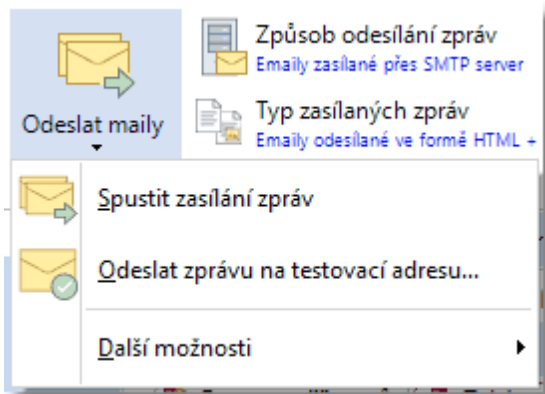 Způsob odesílání zpráv
Emaily zasílané přes SMTP server
Odeslat maily
Typ zasílaných zpráv
Emaily odesílané ve formě HTML +
Spustit zasílání zpráv
Odeslat zprávu na testovací adresu...
Další možnosti